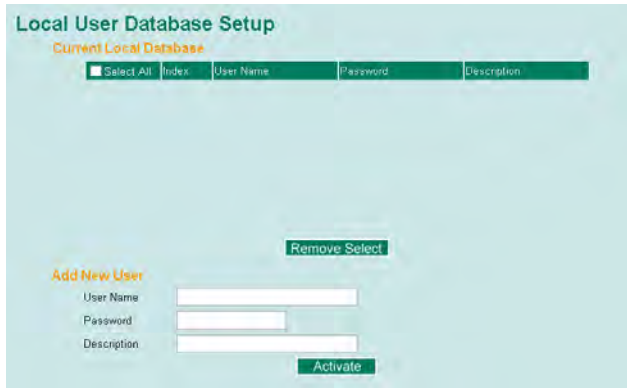 Local User Database Setup
Current Local Database
Select All Index User Name Password Description
Remove Select
Add New User
User Name
Password
Description
Activate